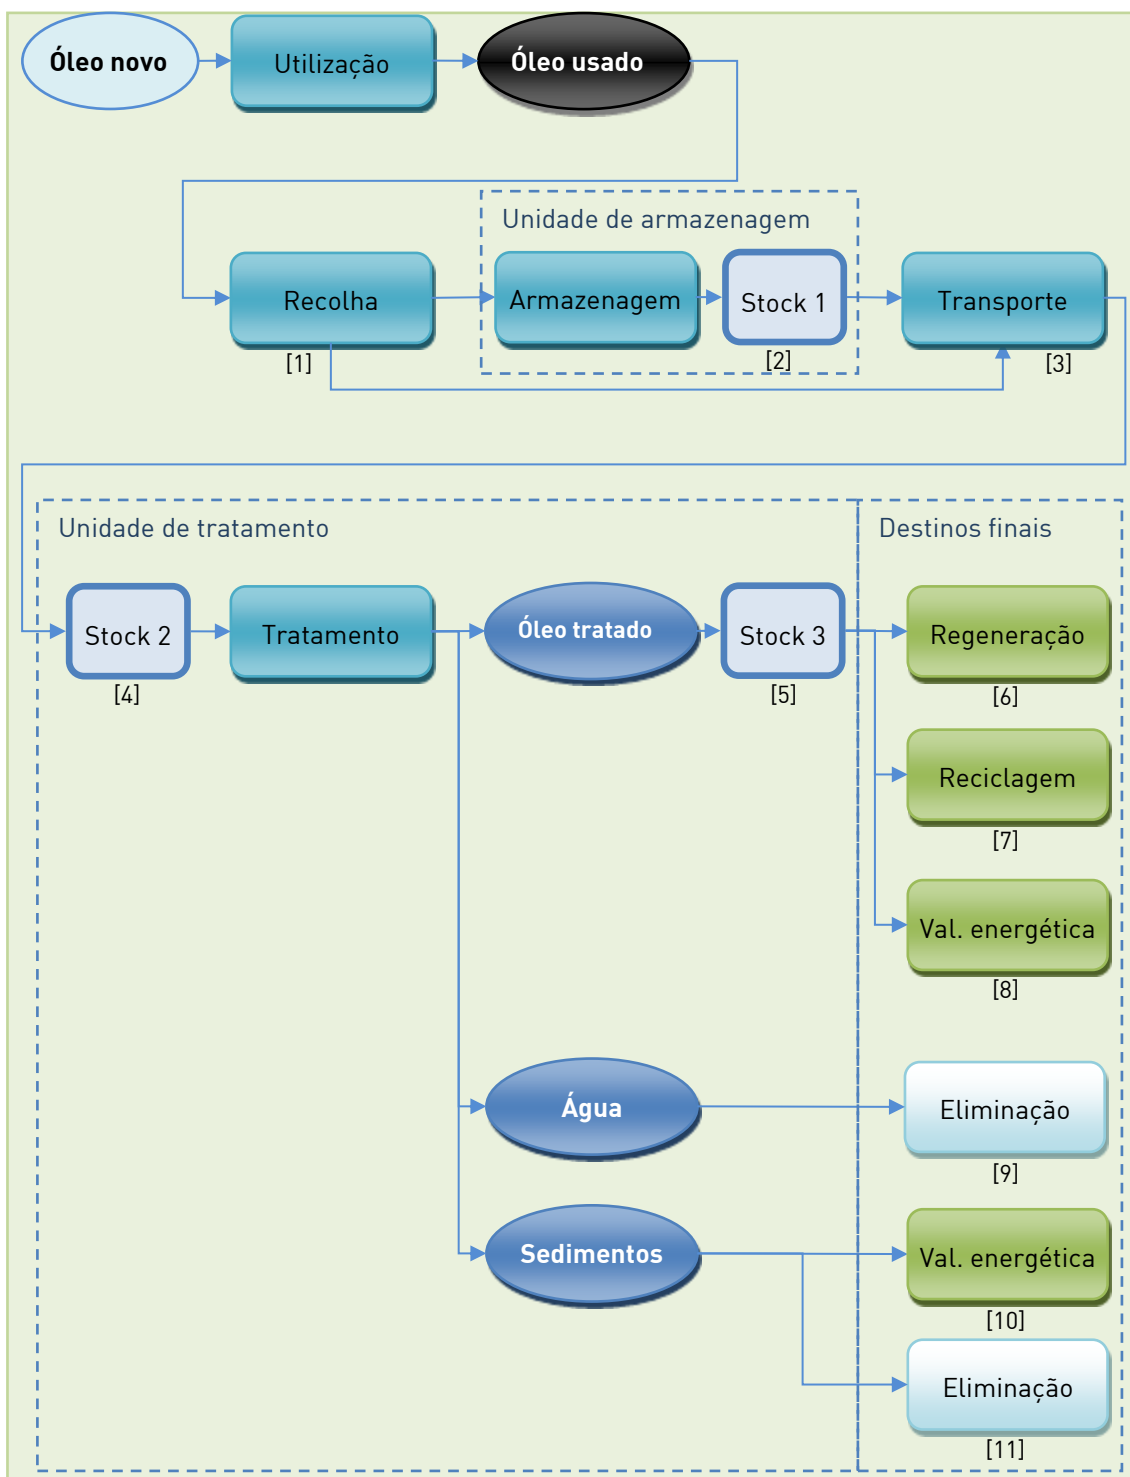 Óleo novo
Utilização
Óleo usado
Unidade de armazenagem
Recolha
Armazenagem
Stock 1
Transporte
[1]
[2]
[3]
Unidade de tratamento
Destinos finais
Stock 2
Tratamento
Óleo tratado
Stock 3
Regeneração
[4]
[5]
[6]
Reciclagem
[7]
Val. energética
[8]
Água
Eliminação
[9]
Sedimentos
Val. energética
[10]
Eliminação
[11]